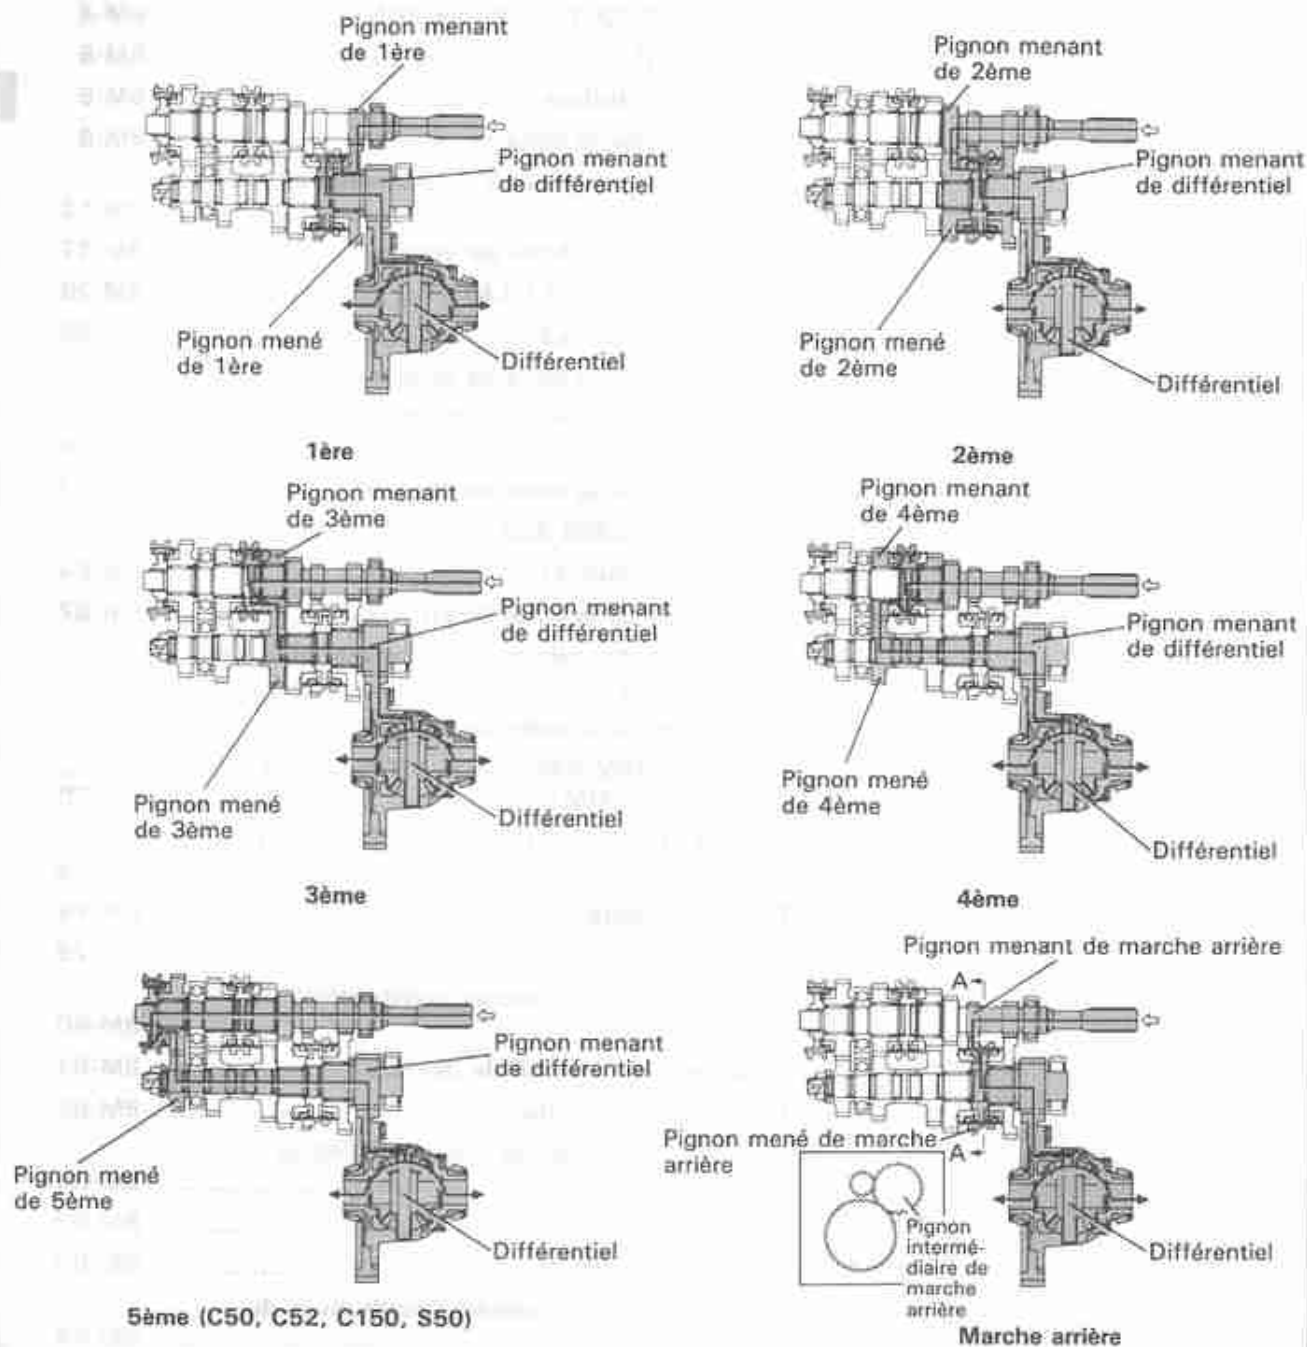 Pignon menant
de 1ère
Pignon menant
de différentiel
Pignon mené
de 1ère
Différentiel
1ère
Pignon menant
de 2ème
Pignon menant
de différentiel
Pignon mené
de 2ème
Différentiel
2ème
Pignon menant
de 3ème
Pignon menant
de différentiel
Pignon mené
de 3ème
Différentiel
3ème
Pignon menant
de 4ème
Pignon menant
de différentiel
Pignon mené
de 4ème
Différentiel
4ème
Pignon menant
de différentiel
Pignon mené
de 5ème
Différentiel
5ème (C50, C52, C150, S50)
Pignon menant de marche arrière
A
Pignon mené de marche
arrière
A
Pignon
intermé-
diaire de
marche
arrière
Différentiel
Marche arrière